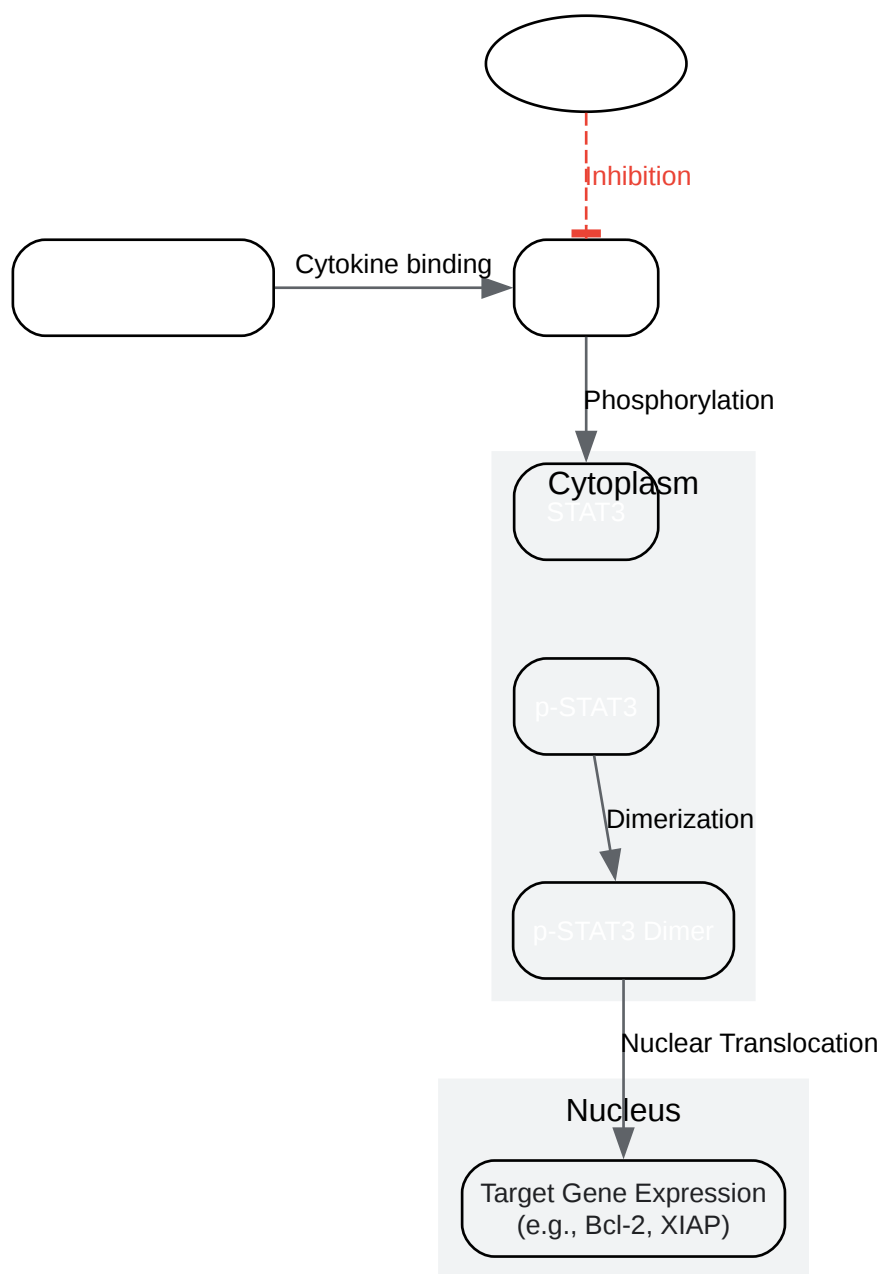 Inhibition
Cytokine binding
Phosphorylation
Cytoplasm
STAT3
p-STAT3
Dimerization
p-STAT3 Dimer
Nuclear Translocation
Nucleus
Target Gene Expression
(e.g., Bcl-2, XIAP)